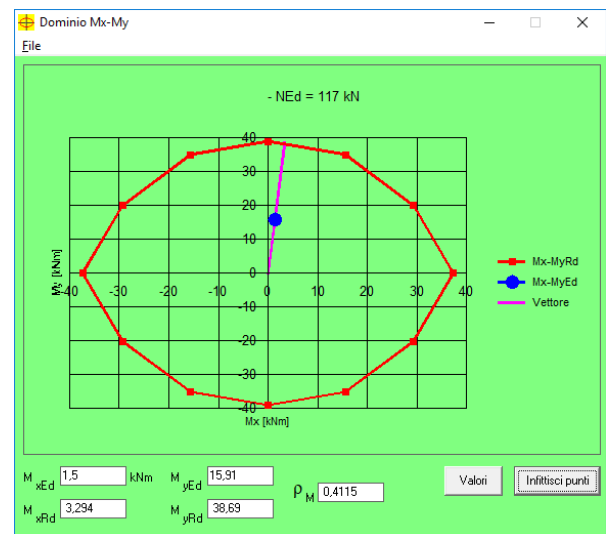 Dominio Mx-My
File
- NEd = 117 kN
40
30
20
10
0
-40 -30 -20 -10 0 10 20 30 40
-10
-20
-30
-40
My [kNm]
Mx [kNm]
Mx-MyRd
Mx-MyEd
Vettore
M xEd 1,5 kNm M yEd 15,91
ρ M 0,4115
Valori Infittisci punti
M xRd 3,294 M yRd 38,69